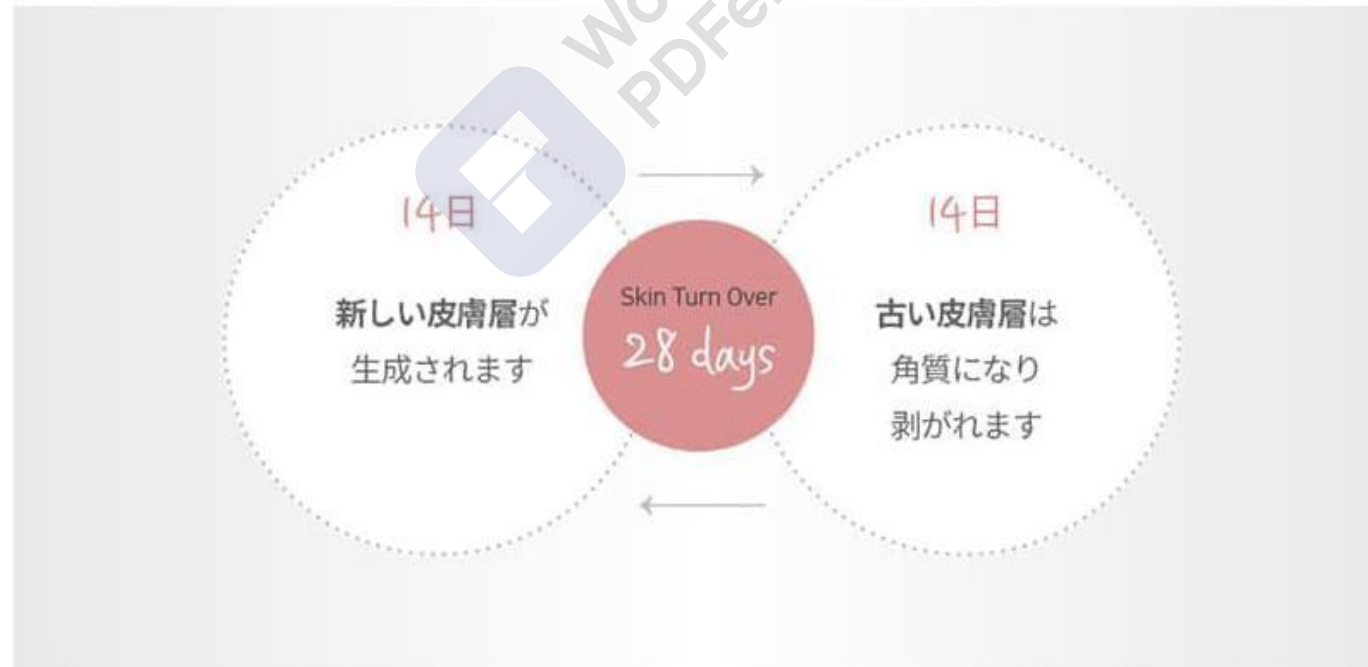 14日
新しい皮膚層が
生成されます
Skin Turn Over
28 days
14日
古い皮膚層は
角質になり
剥がれます